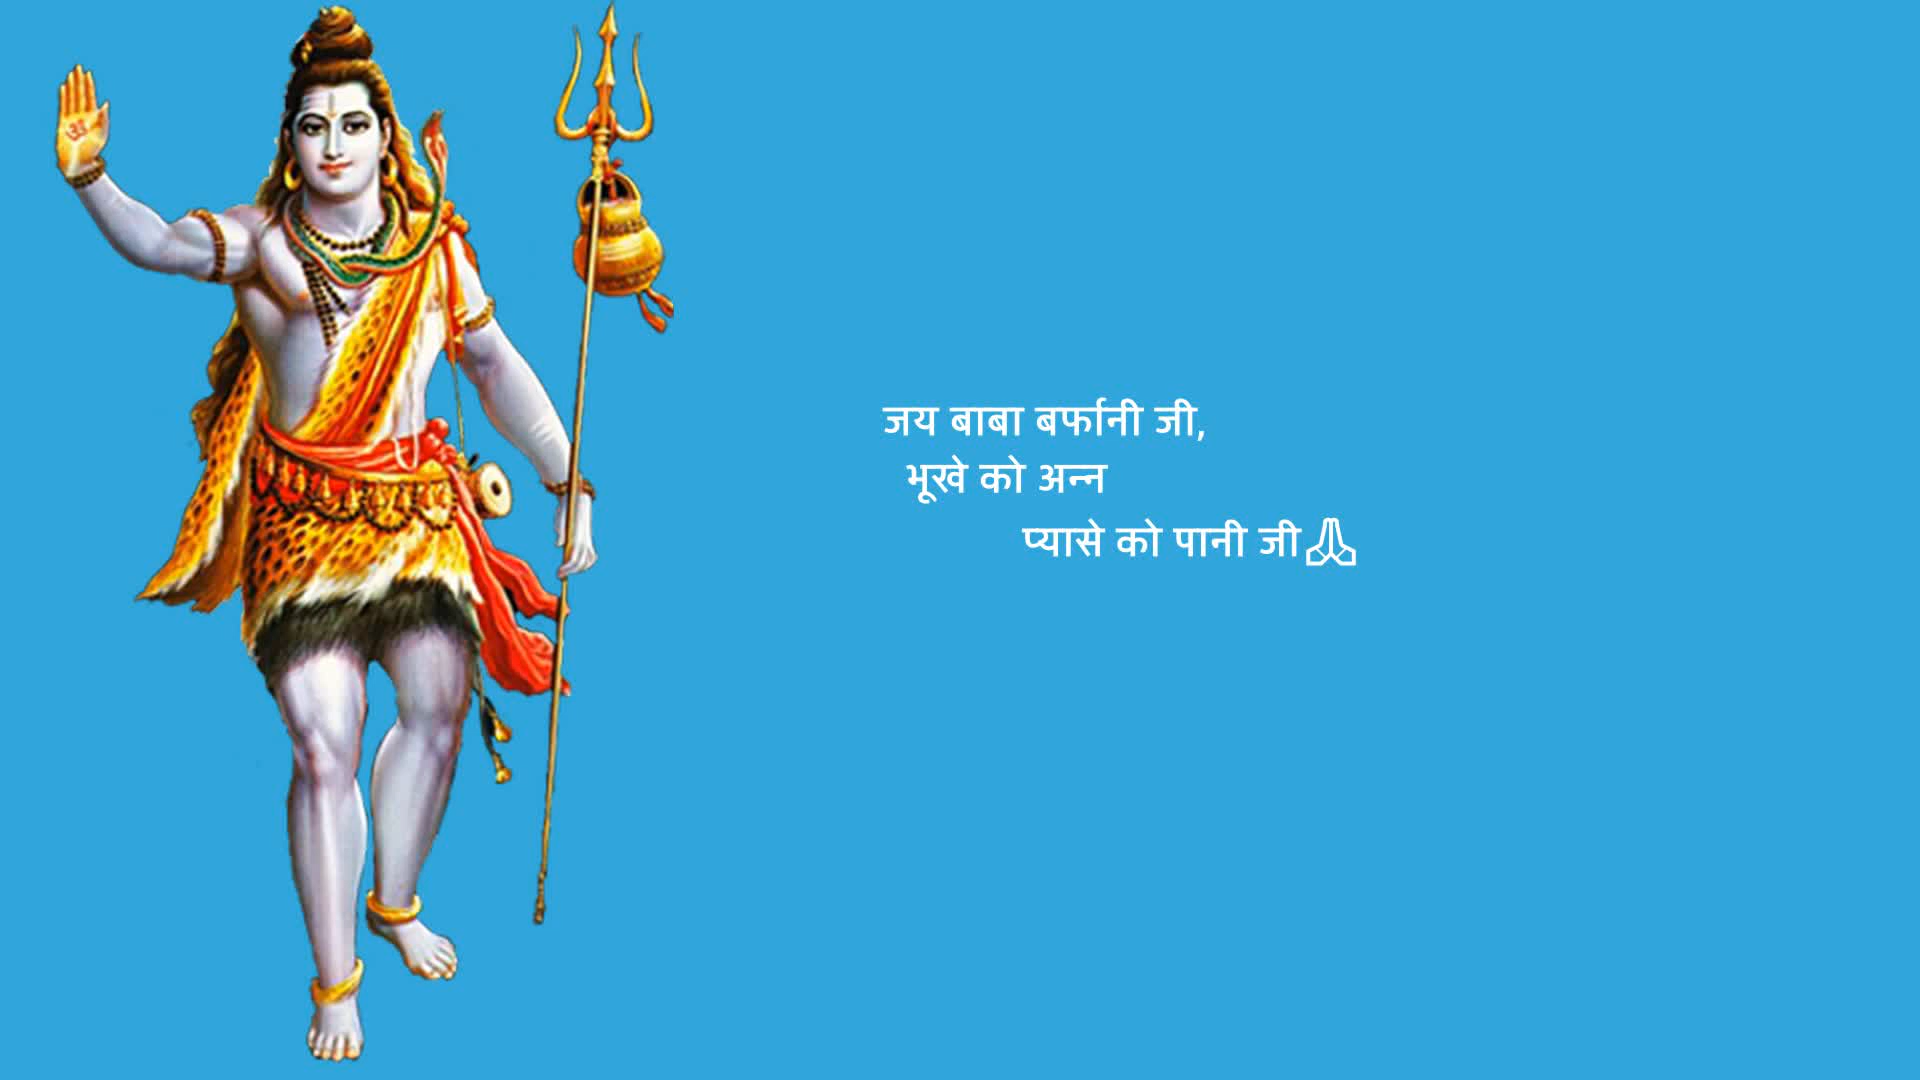 जय बाबा बर्फानी जी,
भूखे को अन्न
प्यासे को पानी जी🙏
ॐ